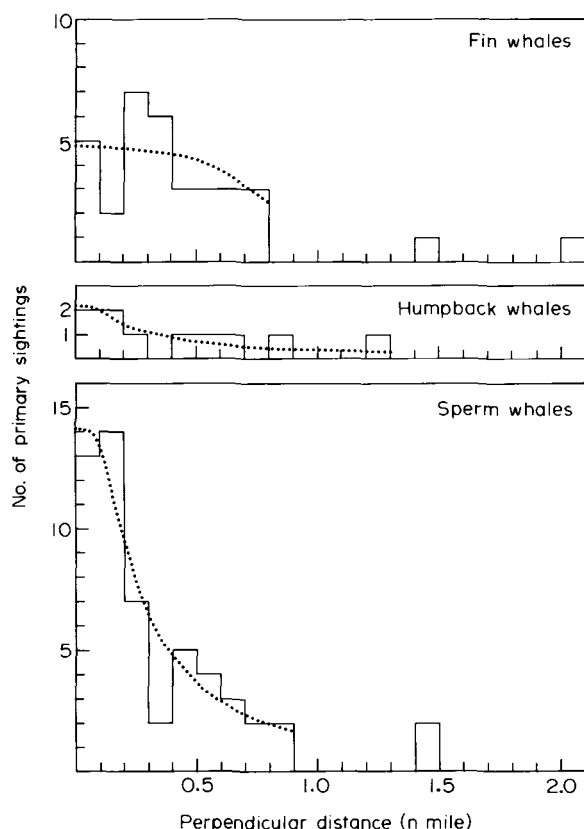 10
Fin whales
5
2
Humpback whales
1
No. of primary sightings
15
Sperm whales
10
5
0.5 1.0 1.5 2.0
Perpendicular distance (n mile)